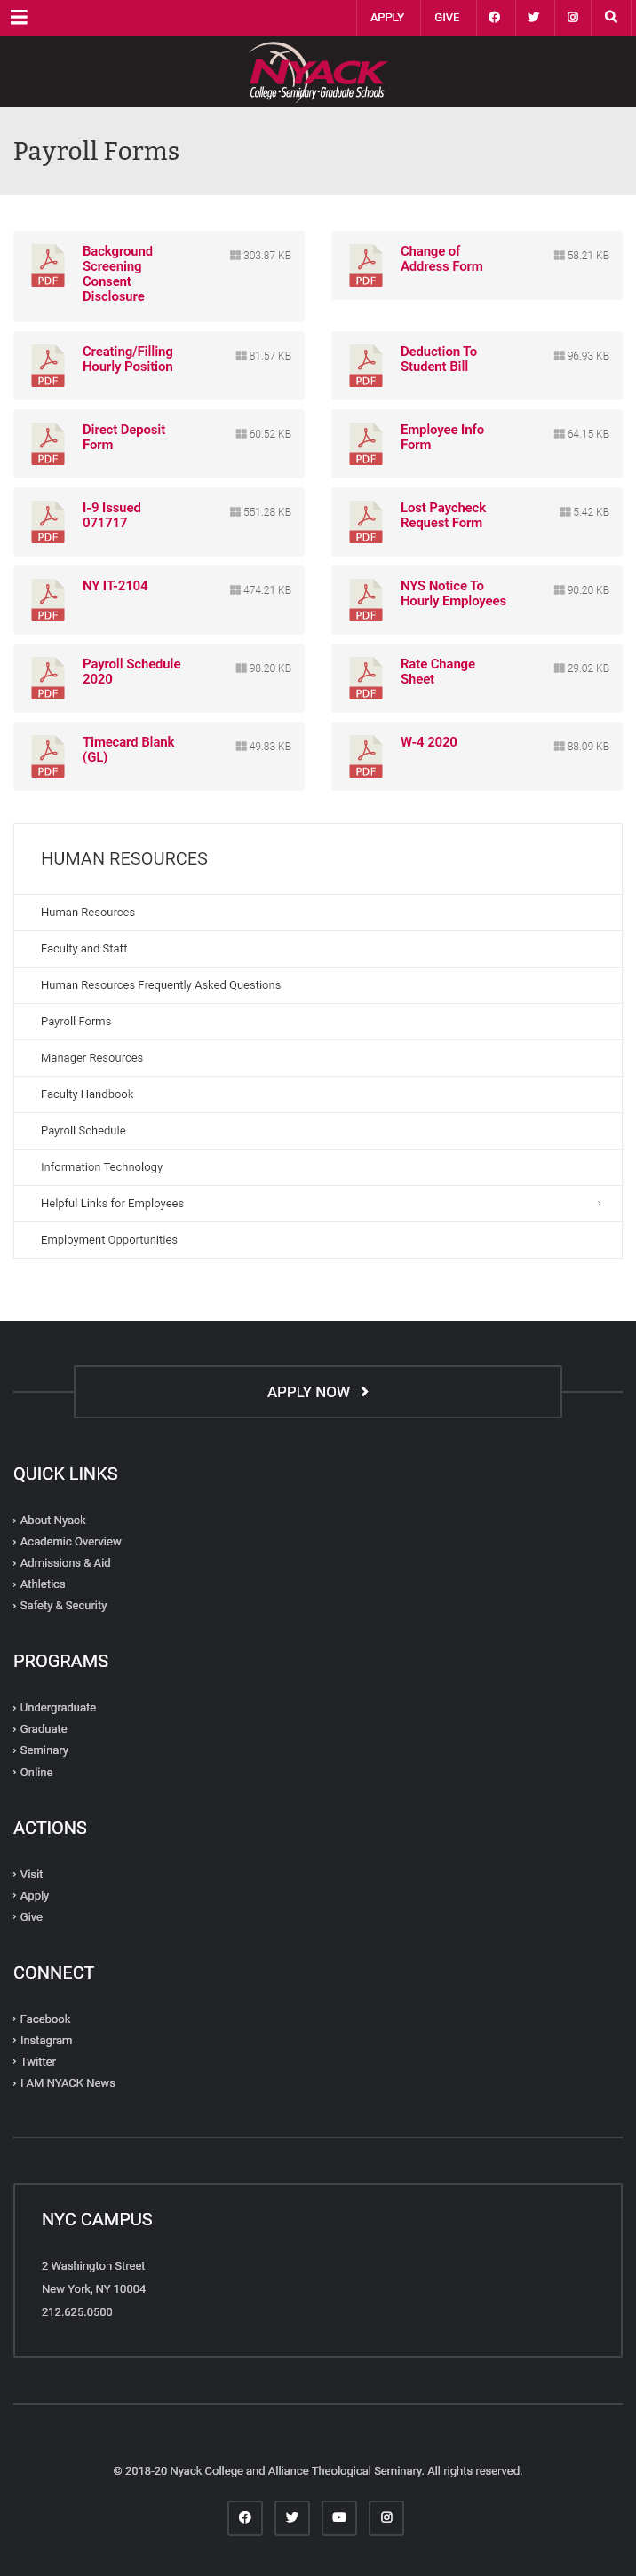 APPLY GIVE
NYACK
College•Seminary•Graduate Schools
Payroll Forms
PDF
Background
Screening
Consent
Disclosure
303.87 KB
PDF
Change of
Address Form
58.21 KB
PDF
Creating/Filling
Hourly Position
81.57 KB
PDF
Deduction To
Student Bill
96.93 KB
PDF
Direct Deposit
Form
60.52 KB
PDF
Employee Info
Form
64.15 KB
PDF
I-9 Issued
071717
551.28 KB
PDF
Lost Paycheck
Request Form
5.42 KB
PDF
NY IT-2104
474.21 KB
PDF
NYS Notice To
Hourly Employees
90.20 KB
PDF
Payroll Schedule
2020
98.20 KB
PDF
Rate Change
Sheet
29.02 KB
PDF
Timecard Blank
(GL)
49.83 KB
PDF
W-4 2020
88.09 KB
HUMAN RESOURCES
Human Resources
Faculty and Staff
Human Resources Frequently Asked Questions
Payroll Forms
Manager Resources
Faculty Handbook
Payroll Schedule
Information Technology
Helpful Links for Employees
Employment Opportunities
APPLY NOW
QUICK LINKS
About Nyack
Academic Overview
Admissions & Aid
Athletics
Safety & Security
PROGRAMS
Undergraduate
Graduate
Seminary
Online
ACTIONS
Visit
Apply
Give
CONNECT
Facebook
Instagram
Twitter
I AM NYACK News
NYC CAMPUS
2 Washington Street
New York, NY 10004
212.625.0500
© 2018-20 Nyack College and Alliance Theological Seminary. All rights reserved.